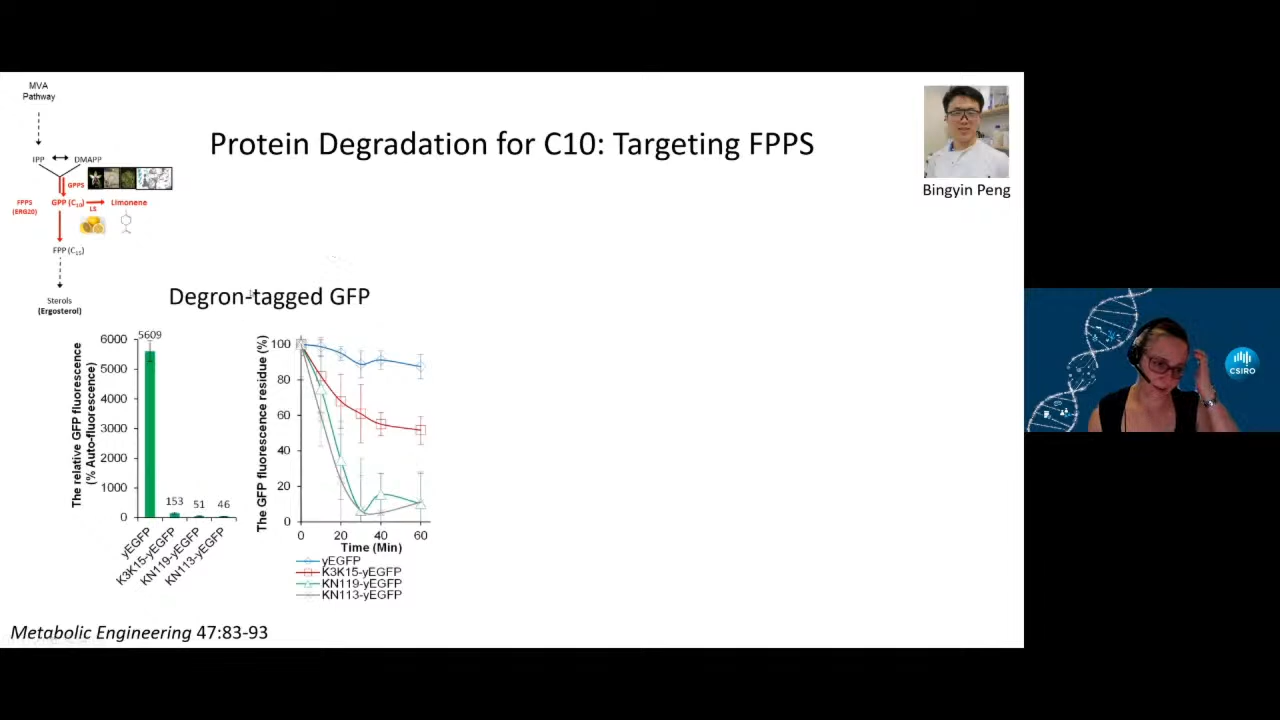 MVA
Pathway
Protein Degradation for C10: Targeting FPPS
Bingyin Peng
IPP
DMAPP
GPPS
FPPS
(ERG20)
GPP (C10)
LS
Limonene
FPP (C15)
Sterols
(Ergosterol)
Degron-tagged GFP
The relative GFP fluorescence
(% Auto-fluorescence)
6000
5000
4000
3000
2000
1000
0
5609
153
51
46
yEGFP
K3K15-yEGFP
KN119-yEGFP
KN113-yEGFP
The GFP fluorescence residue (%)
100
80
60
40
20
0
0 20 40 60
Time (Min)
yEGFP
K3K15-yEGFP
KN119-yEGFP
KN113-yEGFP
Metabolic Engineering 47:83-93
CSIRO